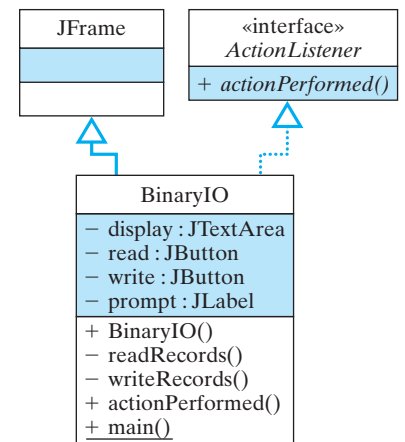 JFrame
«interface»
ActionListener
+ actionPerformed()
BinaryIO
− display : JTextArea
− read : JButton
− write : JButton
− prompt : JLabel
+ BinaryIO()
− readRecords()
− writeRecords()
+ actionPerformed()
+ main()